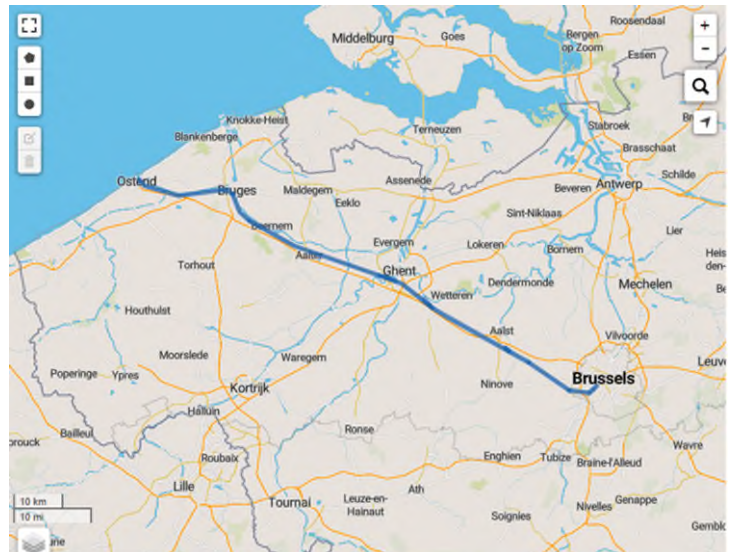 Roosendaal
Middelburg
Goes
Bergen
op Zoom
Essen
+
−
Knokke-Heist
Blankenberge
Terneuzen
Stabroek
Brasschaat
Ostend
Bruges
Maldegem
Assenede
Eeklo
Beveren
Antwerp
Schilde
Sint-Niklaas
Lier
Beernem
Evergem
Lokeren
Bornem
Aalter
Torhout
Ghent
Dendermonde
Mechelen
Wetteren
Houthulst
Aalst
Vilvoorde
Moorslede
Waregem
Poperinge
Ypres
Kortrijk
Ninove
Brussels
Halluin
Bailleul
Ronse
Roubaix
Enghien
Tubize
Braine-l'Alleud
Wavre
Lille
Tournai
Leuze-en-
Hainaut
Ath
Soignies
Nivelles
Genappe
10 km
10 mi